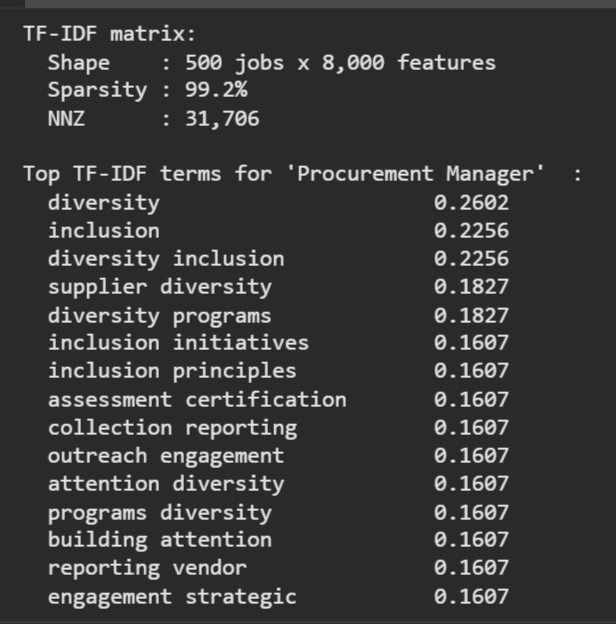 TF-IDF matrix:
Shape : 500 jobs x 8,000 features
Sparsity : 99.2%
NNZ : 31,706
Top TF-IDF terms for 'Procurement Manager' :
diversity 0.2602
inclusion 0.2256
diversity inclusion 0.2256
supplier diversity 0.1827
diversity programs 0.1827
inclusion initiatives 0.1607
inclusion principles 0.1607
assessment certification 0.1607
collection reporting 0.1607
outreach engagement 0.1607
attention diversity 0.1607
programs diversity 0.1607
building attention 0.1607
reporting vendor 0.1607
engagement strategic 0.1607